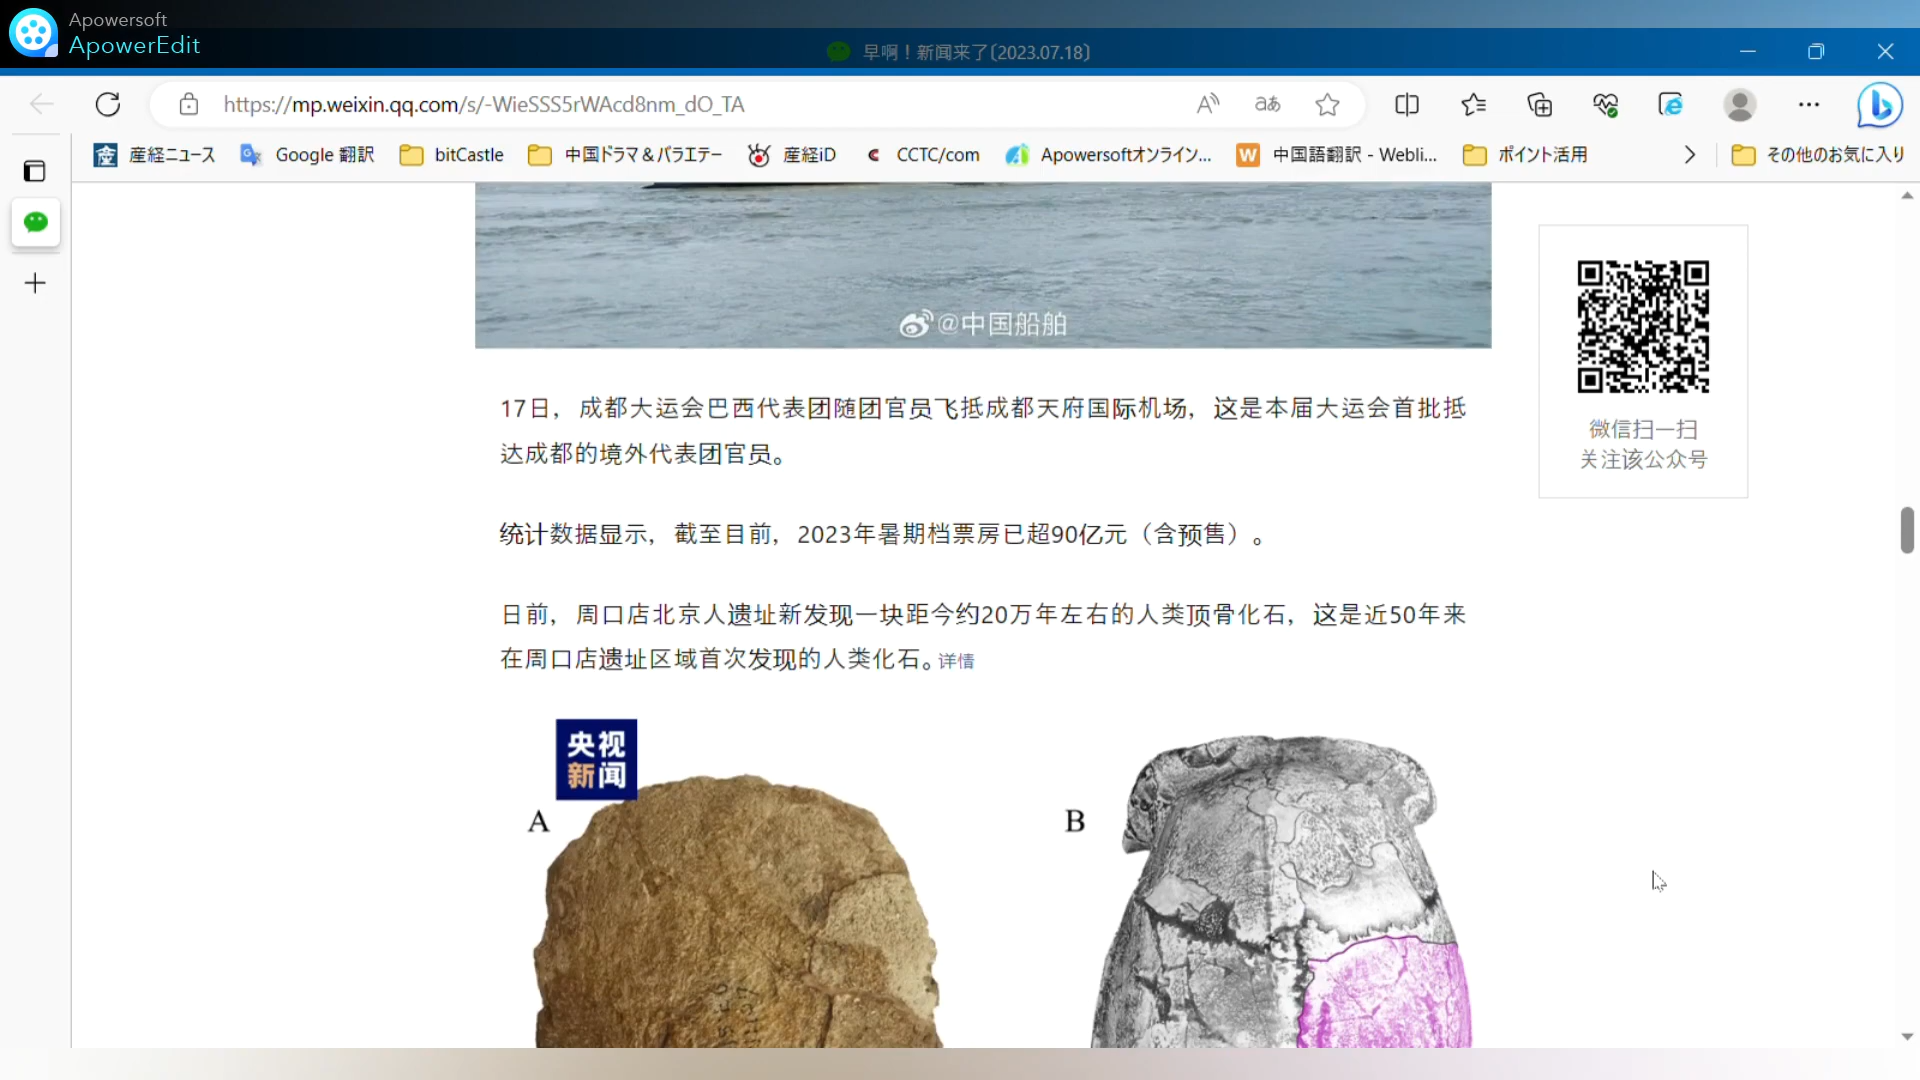 Apowersoft
ApowerEdit
早啊！新闻来了〔2023.07.18〕
https://mp.weixin.qq.com/s/-WieSSS5rWAcd8nm_dO_TA
産経ニュース
Google 翻訳
bitCastle
中国ドラマ＆バラエテー
産経iD
CCTC/com
Apowersoftオンライン...
中国語翻訳 - Webli...
ポイント活用
その他のお気に入り
@中国船舶
17日，成都大运会巴西代表团随团官员飞抵成都天府国际机场，这是本届大运会首批抵
达成都的境外代表团官员。
统计数据显示，截至目前，2023年暑期档票房已超90亿元（含预售）。
日前，周口店北京人遗址新发现一块距今约20万年左右的人类顶骨化石，这是近50年来
在周口店遗址区域首次发现的人类化石。详情
微信扫一扫
关注该公众号
央视
新闻
A
B